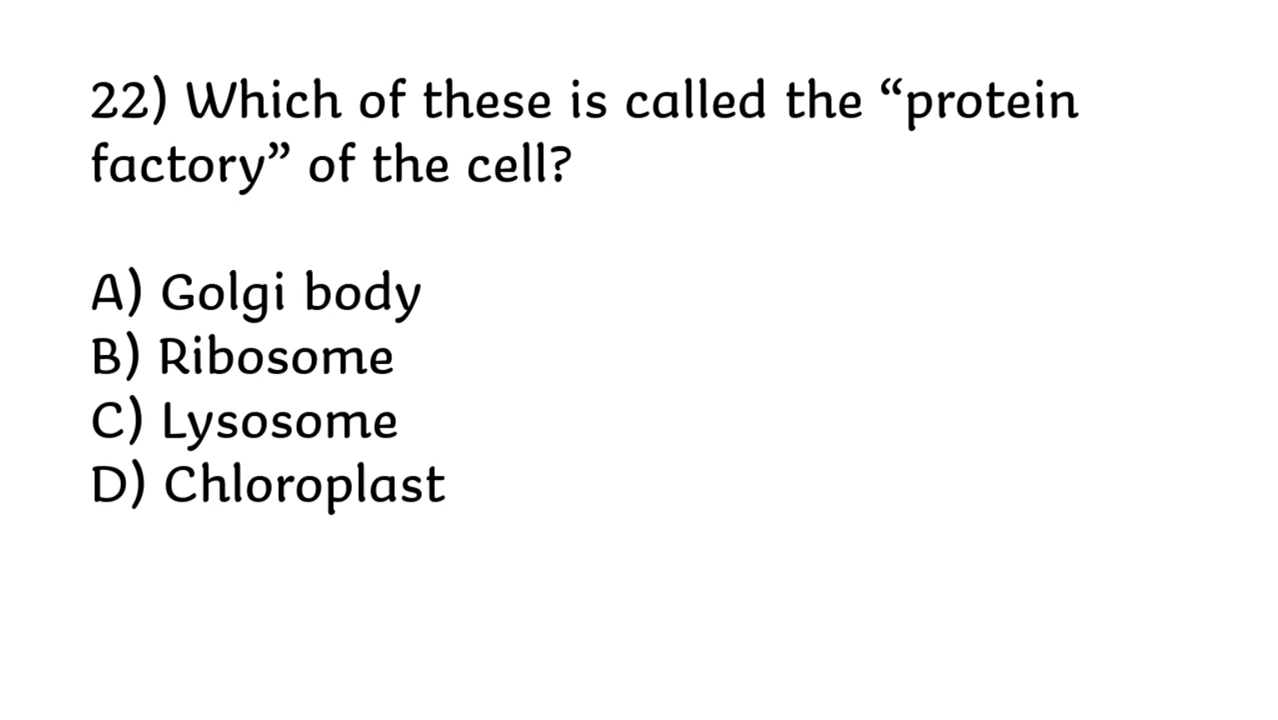 22) Which of these is called the “protein
factory” of the cell?
A) Golgi body
B) Ribosome
C) Lysosome
D) Chloroplast